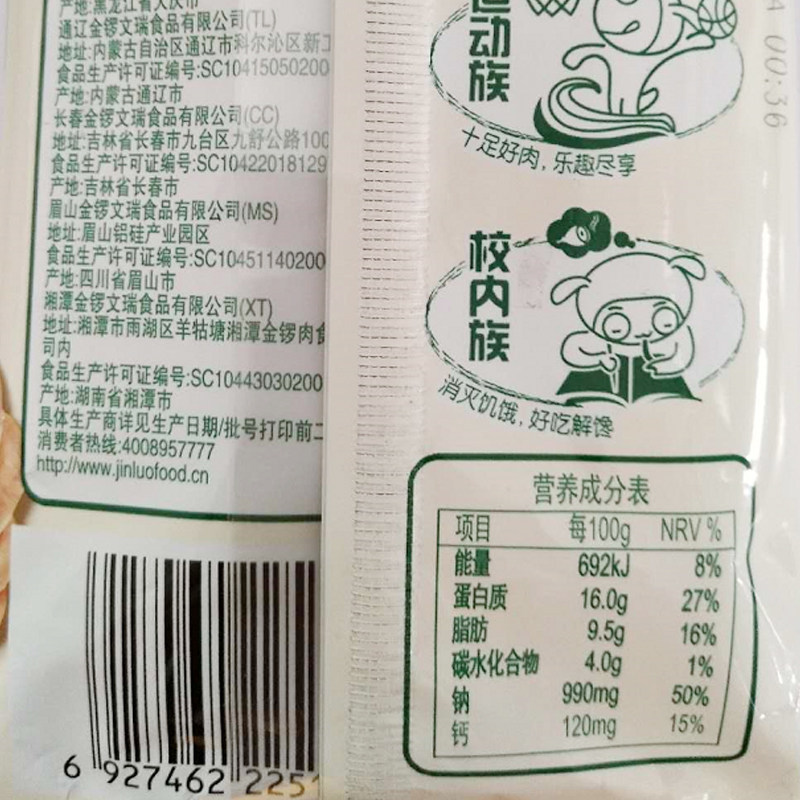 产地:黑龙江省大庆市
通辽金锣文瑞食品有限公司(TL)
地址:内蒙古自治区通辽市科尔沁区新工
食品生产许可证编号:SC1041505020
产地:内蒙古通辽市
长春金锣文瑞食品有限公司(CC)
地址:吉林省长春市九台区九舒公路100
食品生产许可证编号:SC10422018129
产地:吉林省长春市
眉山金锣文瑞食品有限公司(MS)
地址:眉山铝硅产业园区
食品生产许可证编号:SC10451140200
产地:四川省眉山市
湘潭金锣文瑞食品有限公司(XT)
地址:湘潭市雨湖区羊牯塘湘潭金锣肉食
司内
食品生产许可证编号:SC10443030200
产地:湖南省湘潭市
具体生产商详见生产日期/批号打印前二
消费者热线:4008957777
http://www.jinluofood.cn
6 927462 2251
运动族
十足好肉,乐趣尽享
校内族
消灭饥饿,好吃解馋
营养成分表
项目 每100g NRV %
能量 692kJ 8%
蛋白质 16.0g 27%
脂肪 9.5g 16%
碳水化合物 4.0g 1%
钠 990mg 50%
钙 120mg 15%
A 00:36